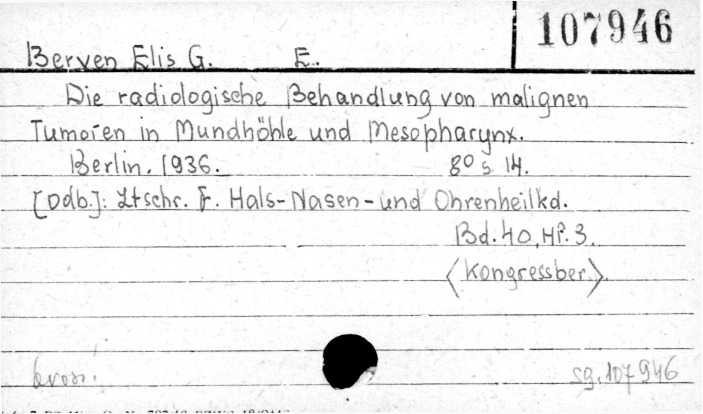 107946
Berven Elis G. E.
Die radiologische Behandlung von malignen
Tumoren in Mundhöhle und Mesopharynx.
Berlin. 1936. 8° s. 14.
[Odb.]: Ztschr. F. Hals-Nasen-und Ohrenheilkd.
Bd. 40, Hf. 3.
<Kongressber.>
sg. 107946